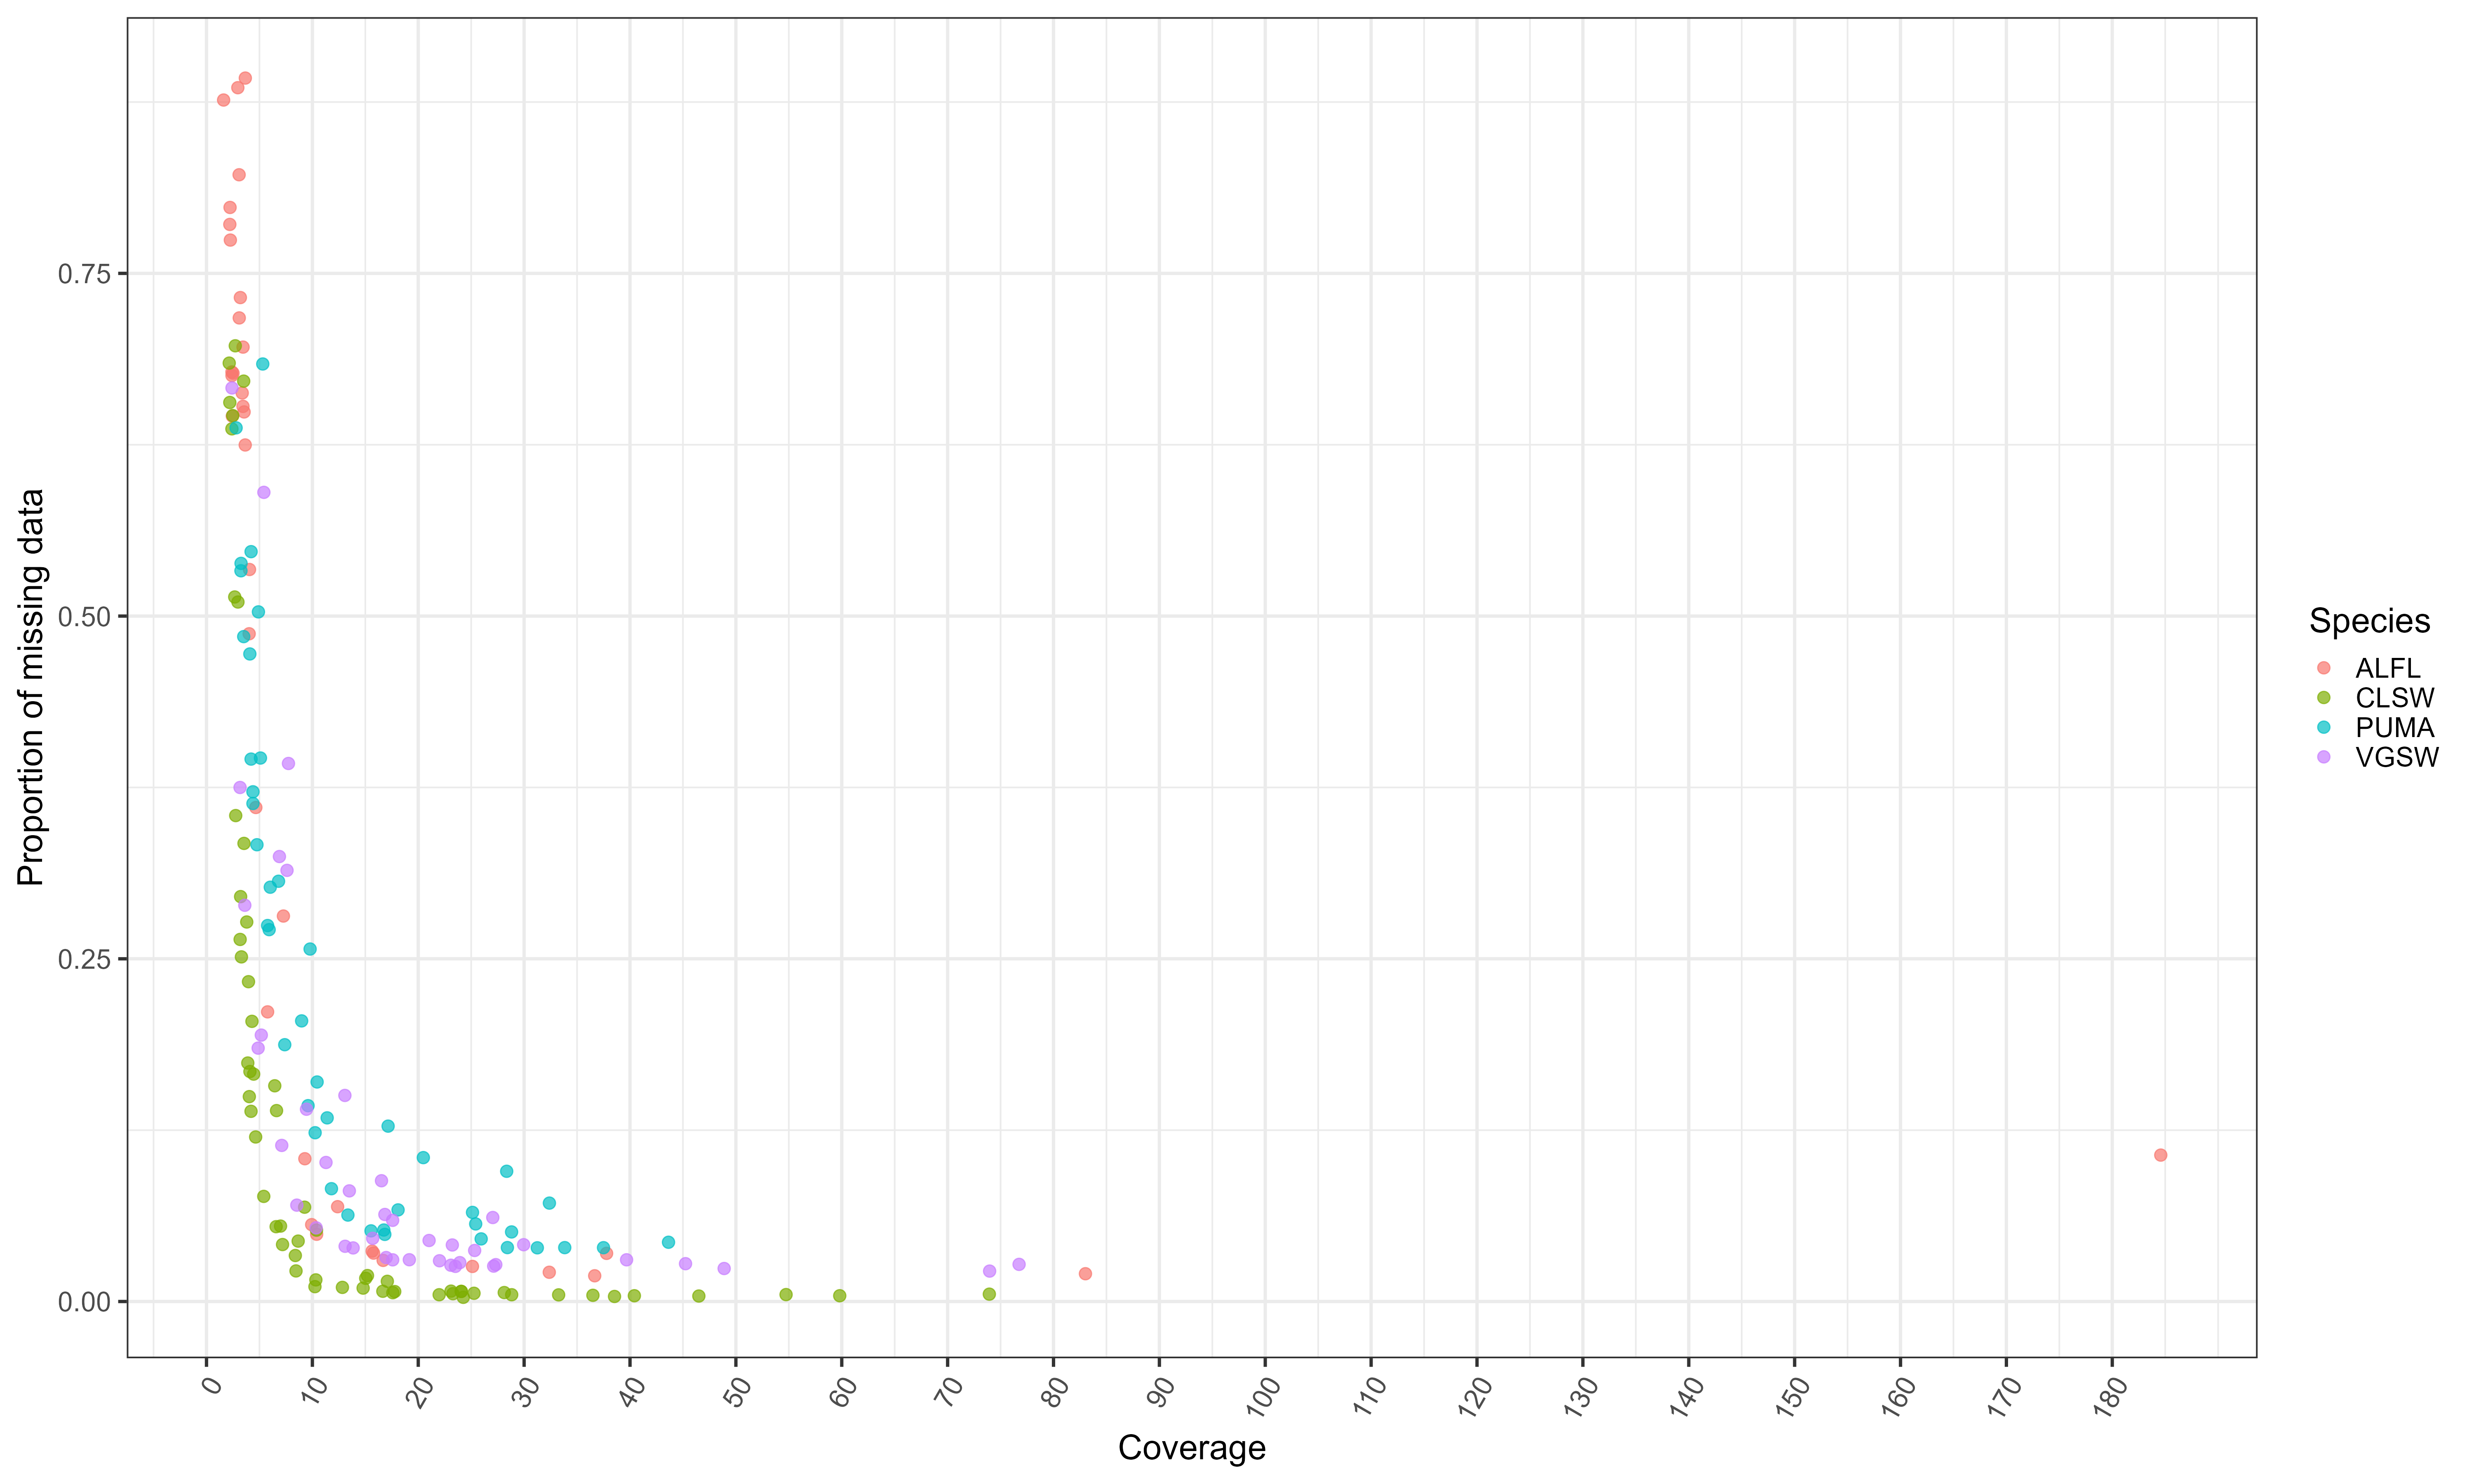 Proportion of missing data
0.75
0.50
0.25
0.00
0 10 20 30 40 50 60 70 80 90 100 110 120 130 140 150 160 170 180
Coverage
Species
ALFL
CLSW
PUMA
VGSW